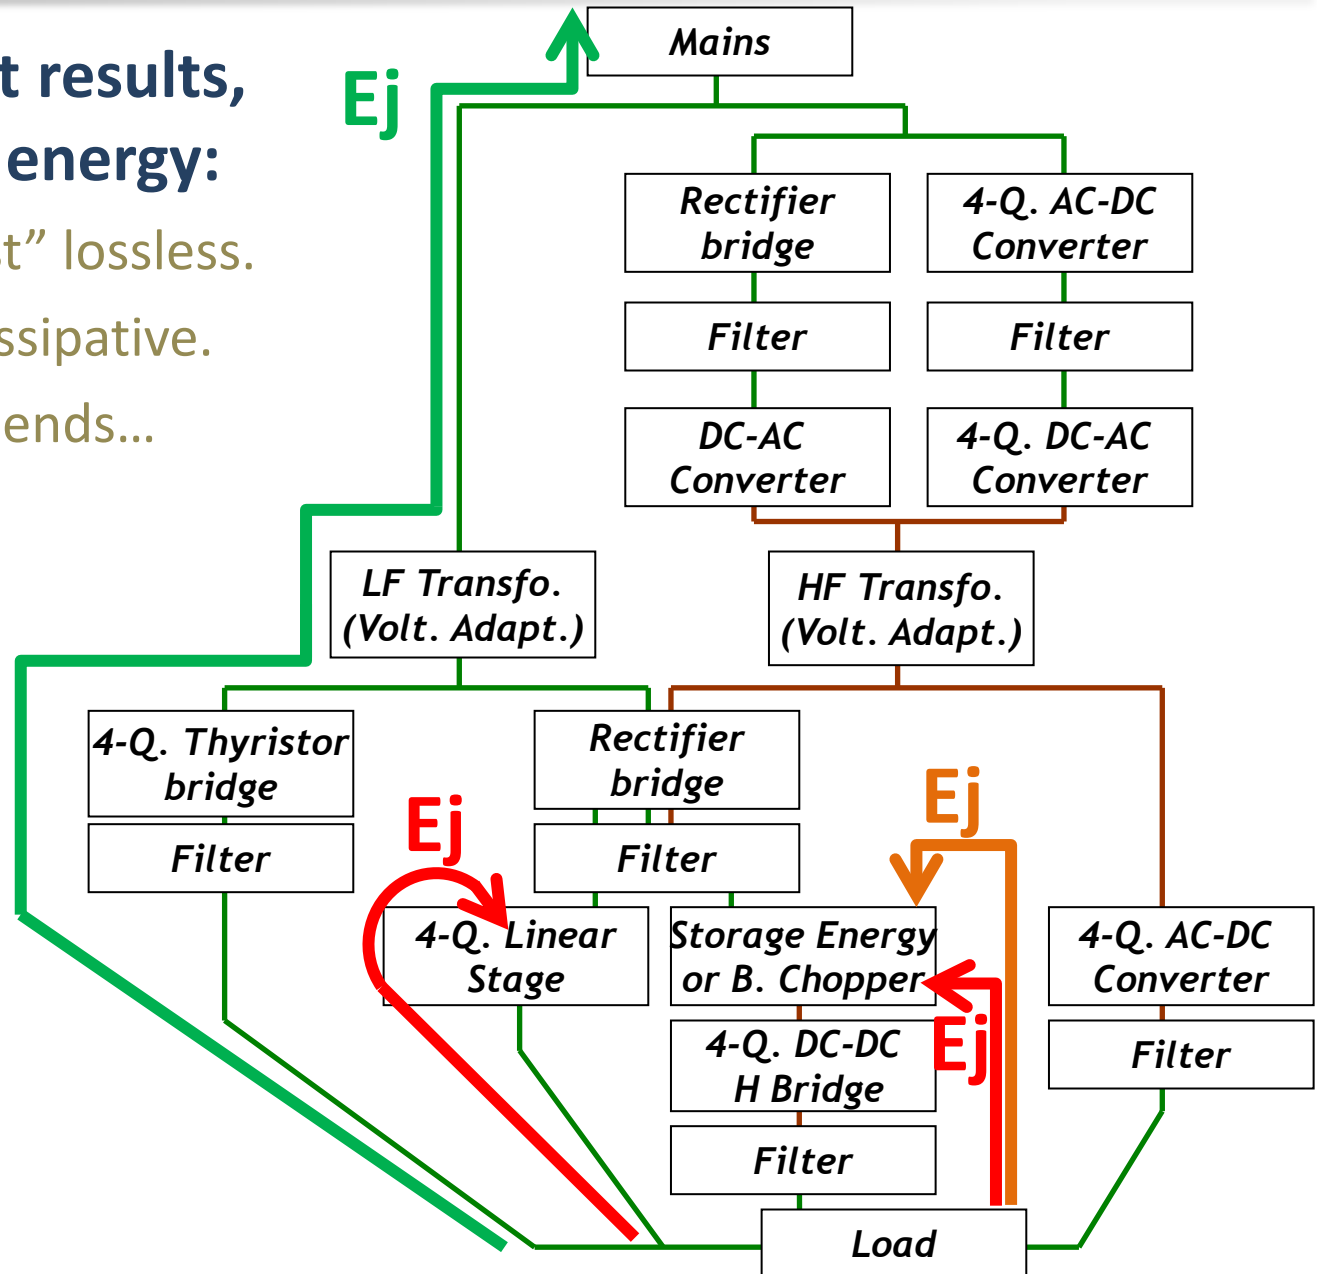 t results,
energy:
st” lossless.
ssipative.
ends…
Ej
Mains
Rectifier
bridge
4-Q. AC-DC
Converter
Filter
Filter
DC-AC
Converter
4-Q. DC-AC
Converter
LF Transfo.
(Volt. Adapt.)
HF Transfo.
(Volt. Adapt.)
4-Q. Thyristor
bridge
Rectifier
bridge
Ej
Ej
Filter
Filter
4-Q. Linear
Stage
Storage Energy
or B. Chopper
4-Q. AC-DC
Converter
4-Q. DC-DC
H Bridge
Ej
Filter
Filter
Load